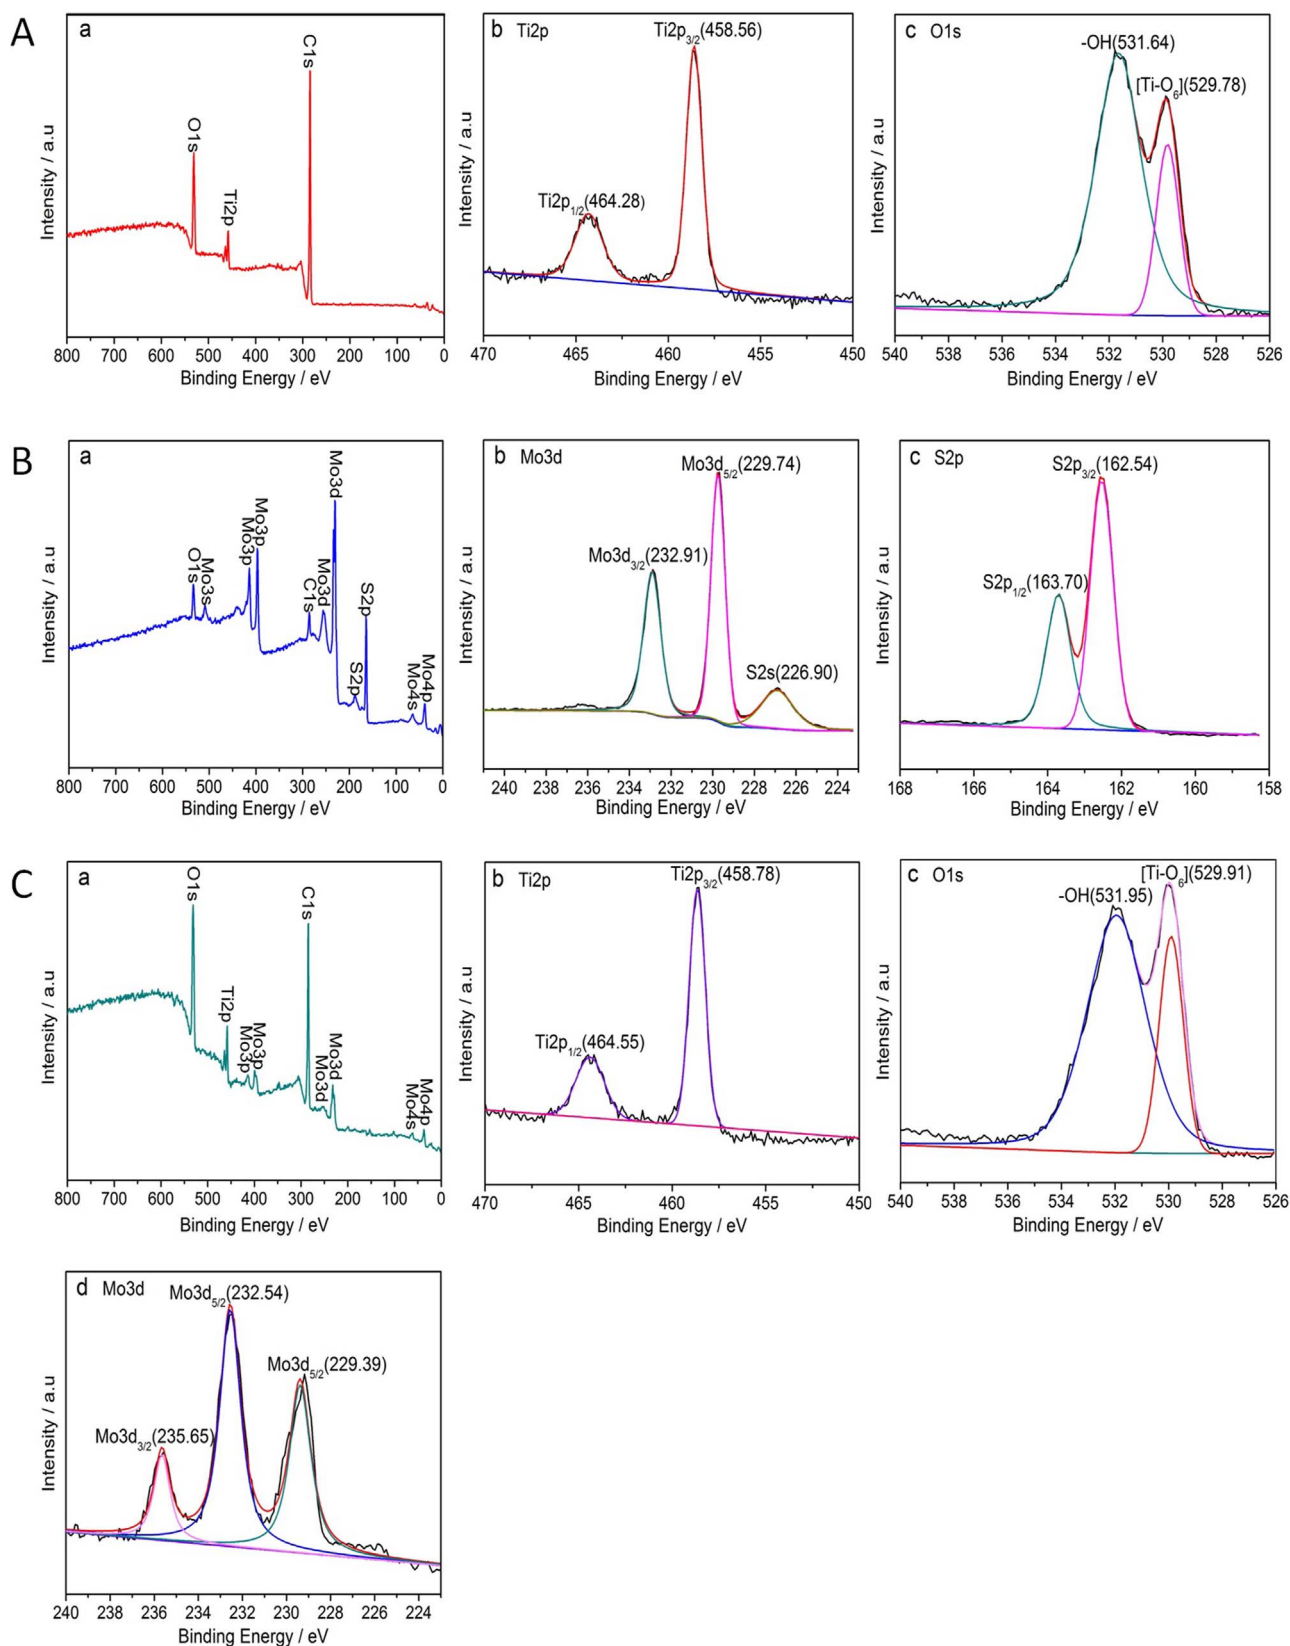 A
a
C1s
O1s
Ti2p
Intensity / a.u
800 700 600 500 400 300 200 100 0
Binding Energy / eV
b Ti2p
Ti2p3/2(458.56)
Ti2p1/2(464.28)
Intensity / a.u
470 465 460 455 450
Binding Energy / eV
c O1s
-OH(531.64)
[Ti-O6](529.78)
Intensity / a.u
540 538 536 534 532 530 528 526
Binding Energy / eV
B
a
O1s
Mo3s
Mo3p
Mo3p
C1s
Mo3d
Mo3d
S2p
S2p
Mo4s
Mo4p
Intensity / a.u
800 700 600 500 400 300 200 100 0
Binding Energy / eV
b Mo3d
Mo3d5/2(229.74)
Mo3d3/2(232.91)
S2s(226.90)
Intensity / a.u
240 238 236 234 232 230 228 226 224
Binding Energy / eV
c S2p
S2p3/2(162.54)
S2p1/2(163.70)
Intensity / a.u
168 166 164 162 160 158
Binding Energy / eV
C
a
O1s
C1s
Ti2p
Mo3p
Mo3p
Mo3d
Mo3d
Mo4s
Mo4p
Intensity / a.u
800 700 600 500 400 300 200 100 0
Binding Energy / eV
b Ti2p
Ti2p3/2(458.78)
Ti2p1/2(464.55)
Intensity / a.u
470 465 460 455 450
Binding Energy / eV
c O1s
[Ti-O6](529.91)
-OH(531.95)
Intensity / a.u
540 538 536 534 532 530 528 526
Binding Energy / eV
d Mo3d
Mo3d5/2(232.54)
Mo3d5/2(229.39)
Mo3d3/2(235.65)
Intensity / a.u
240 238 236 234 232 230 228 226 224
Binding Energy / eV